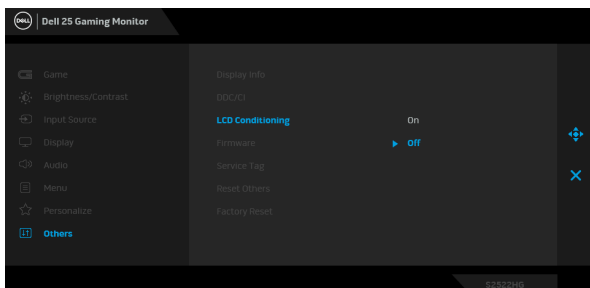 DELL Dell 25 Gaming Monitor
Game
Brightness/Contrast
Input Source
Display
Audio
Menu
Personalize
Others
Display Info
DDC/CI
LCD Conditioning On
Firmware Off
Service Tag
Reset Others
Factory Reset
S2522HG